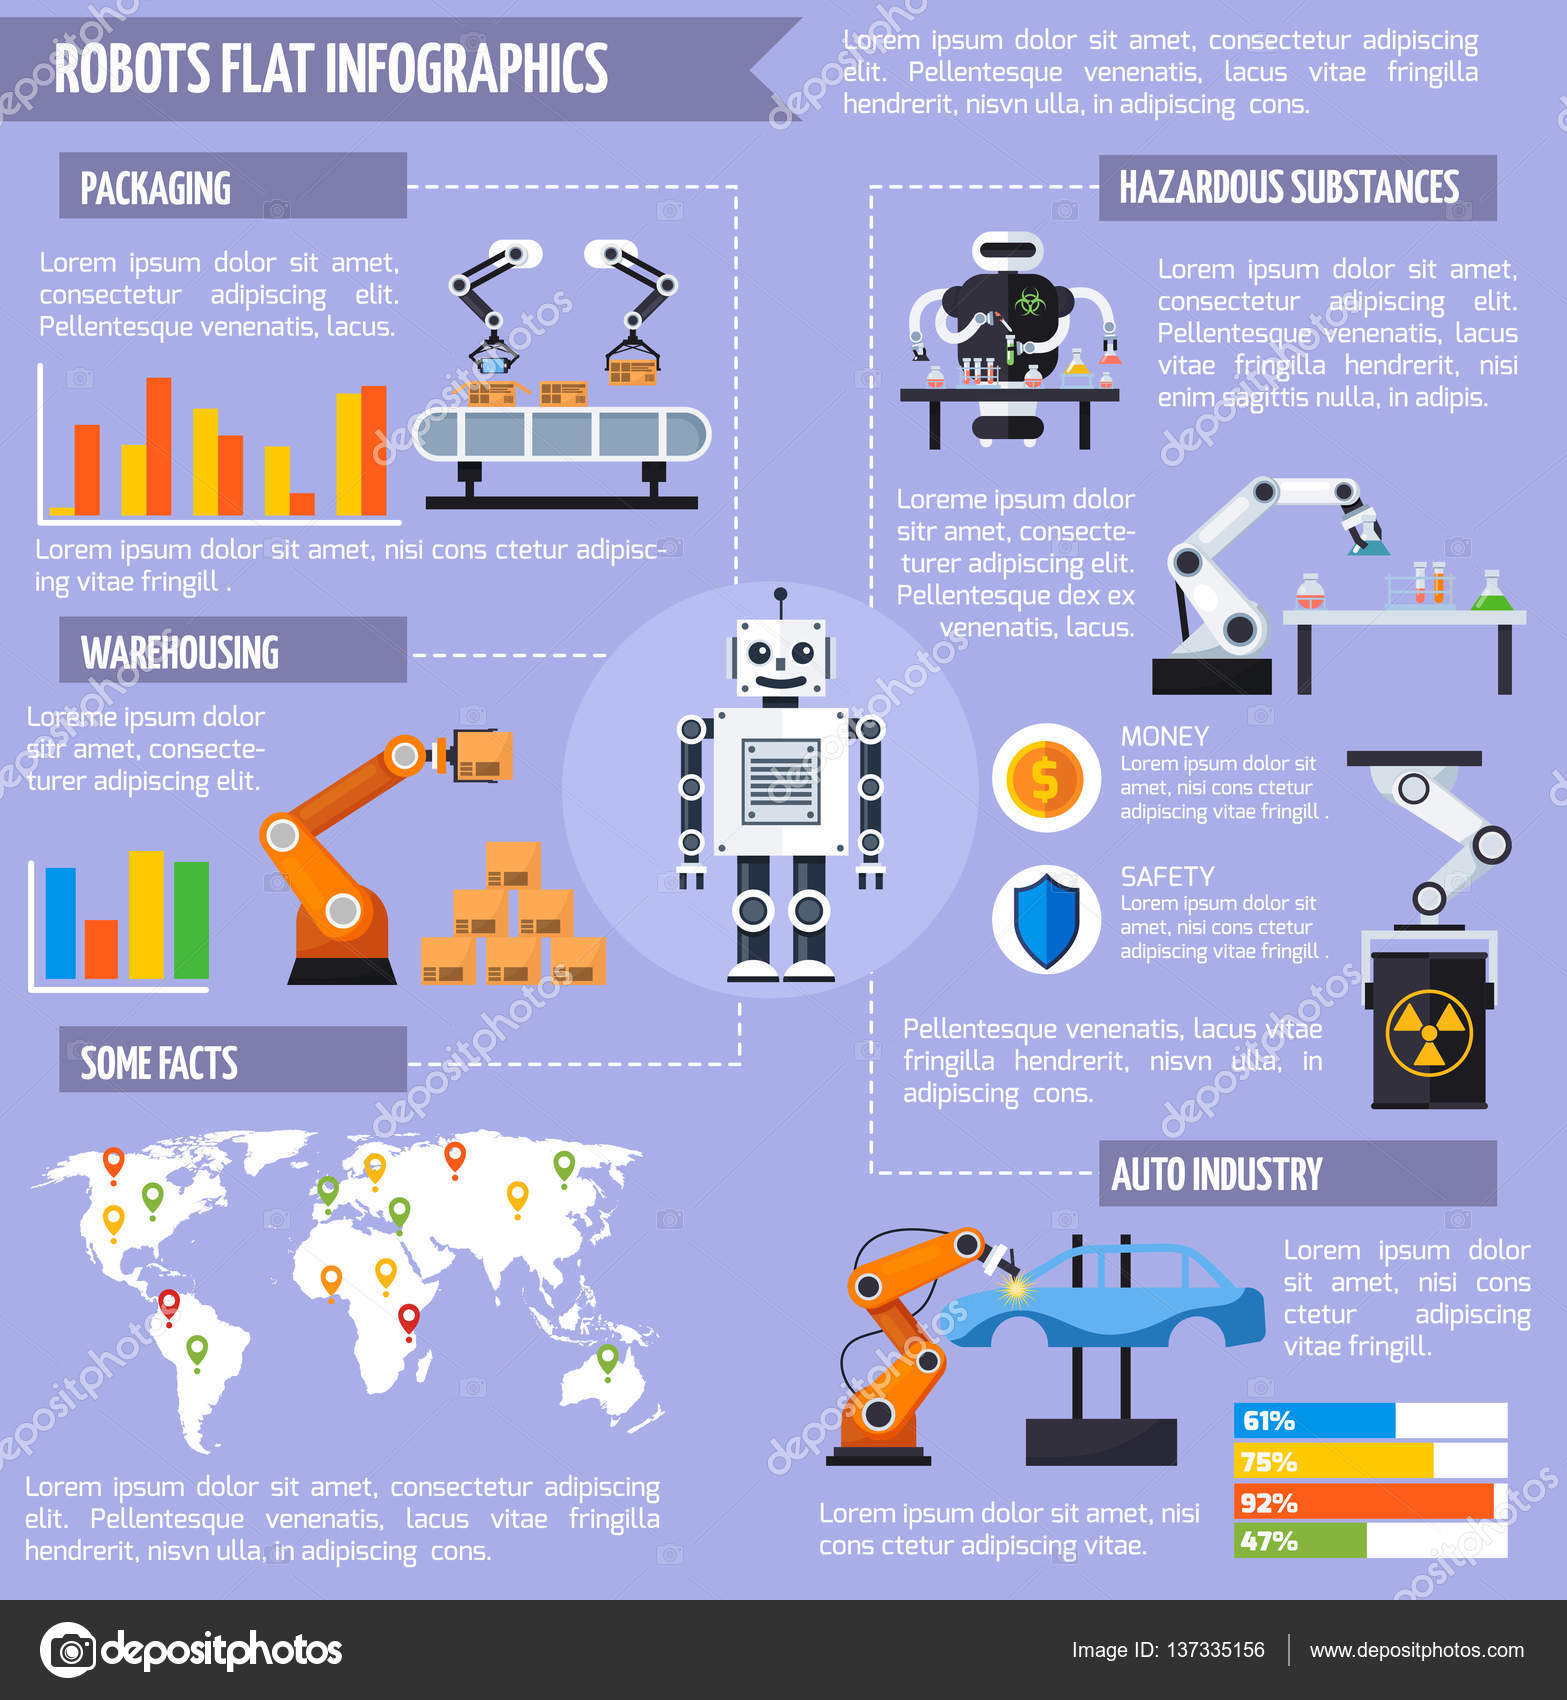 ROBOTS FLAT INFOGRAPHICS
Lorem ipsum dolor sit amet, consectetur adipiscing
elit. Pellentesque venenatis, lacus vitae fringilla
hendrerit, nisvn ulla, in adipiscing cons.
PACKAGING
Lorem ipsum dolor sit amet,
consectetur adipiscing elit.
Pellentesque venenatis, lacus.
Lorem ipsum dolor sit amet, nisi cons ctetur adipisc-
ing vitae fringill .
WAREHOUSING
Loreme ipsum dolor
sitr amet, consecte-
turer adipiscing elit.
SOME FACTS
Lorem ipsum dolor sit amet, consectetur adipiscing
elit. Pellentesque venenatis, lacus vitae fringilla
hendrerit, nisvn ulla, in adipiscing cons.
HAZARDOUS SUBSTANCES
Lorem ipsum dolor sit amet,
consectetur adipiscing elit.
Pellentesque venenatis, lacus
vitae fringilla hendrerit, nisi
enim sagittis nulla, in adipis.
Loreme ipsum dolor
sitr amet, consecte-
turer adipiscing elit.
Pellentesque dex ex
venenatis, lacus.
MONEY
Lorem ipsum dolor sit
amet, nisi cons ctetur
adipiscing vitae fringill .
SAFETY
Lorem ipsum dolor sit
amet, nisi cons ctetur
adipiscing vitae fringill .
Pellentesque venenatis, lacus vitae
fringilla hendrerit, nisvn ulla, in
adipiscing cons.
AUTO INDUSTRY
Lorem ipsum dolor
sit amet, nisi cons
ctetur adipiscing
vitae fringill.
61%
75%
92%
47%
Lorem ipsum dolor sit amet, nisi
cons ctetur adipiscing vitae.
depositphotos
Image ID: 137335156
www.depositphotos.com